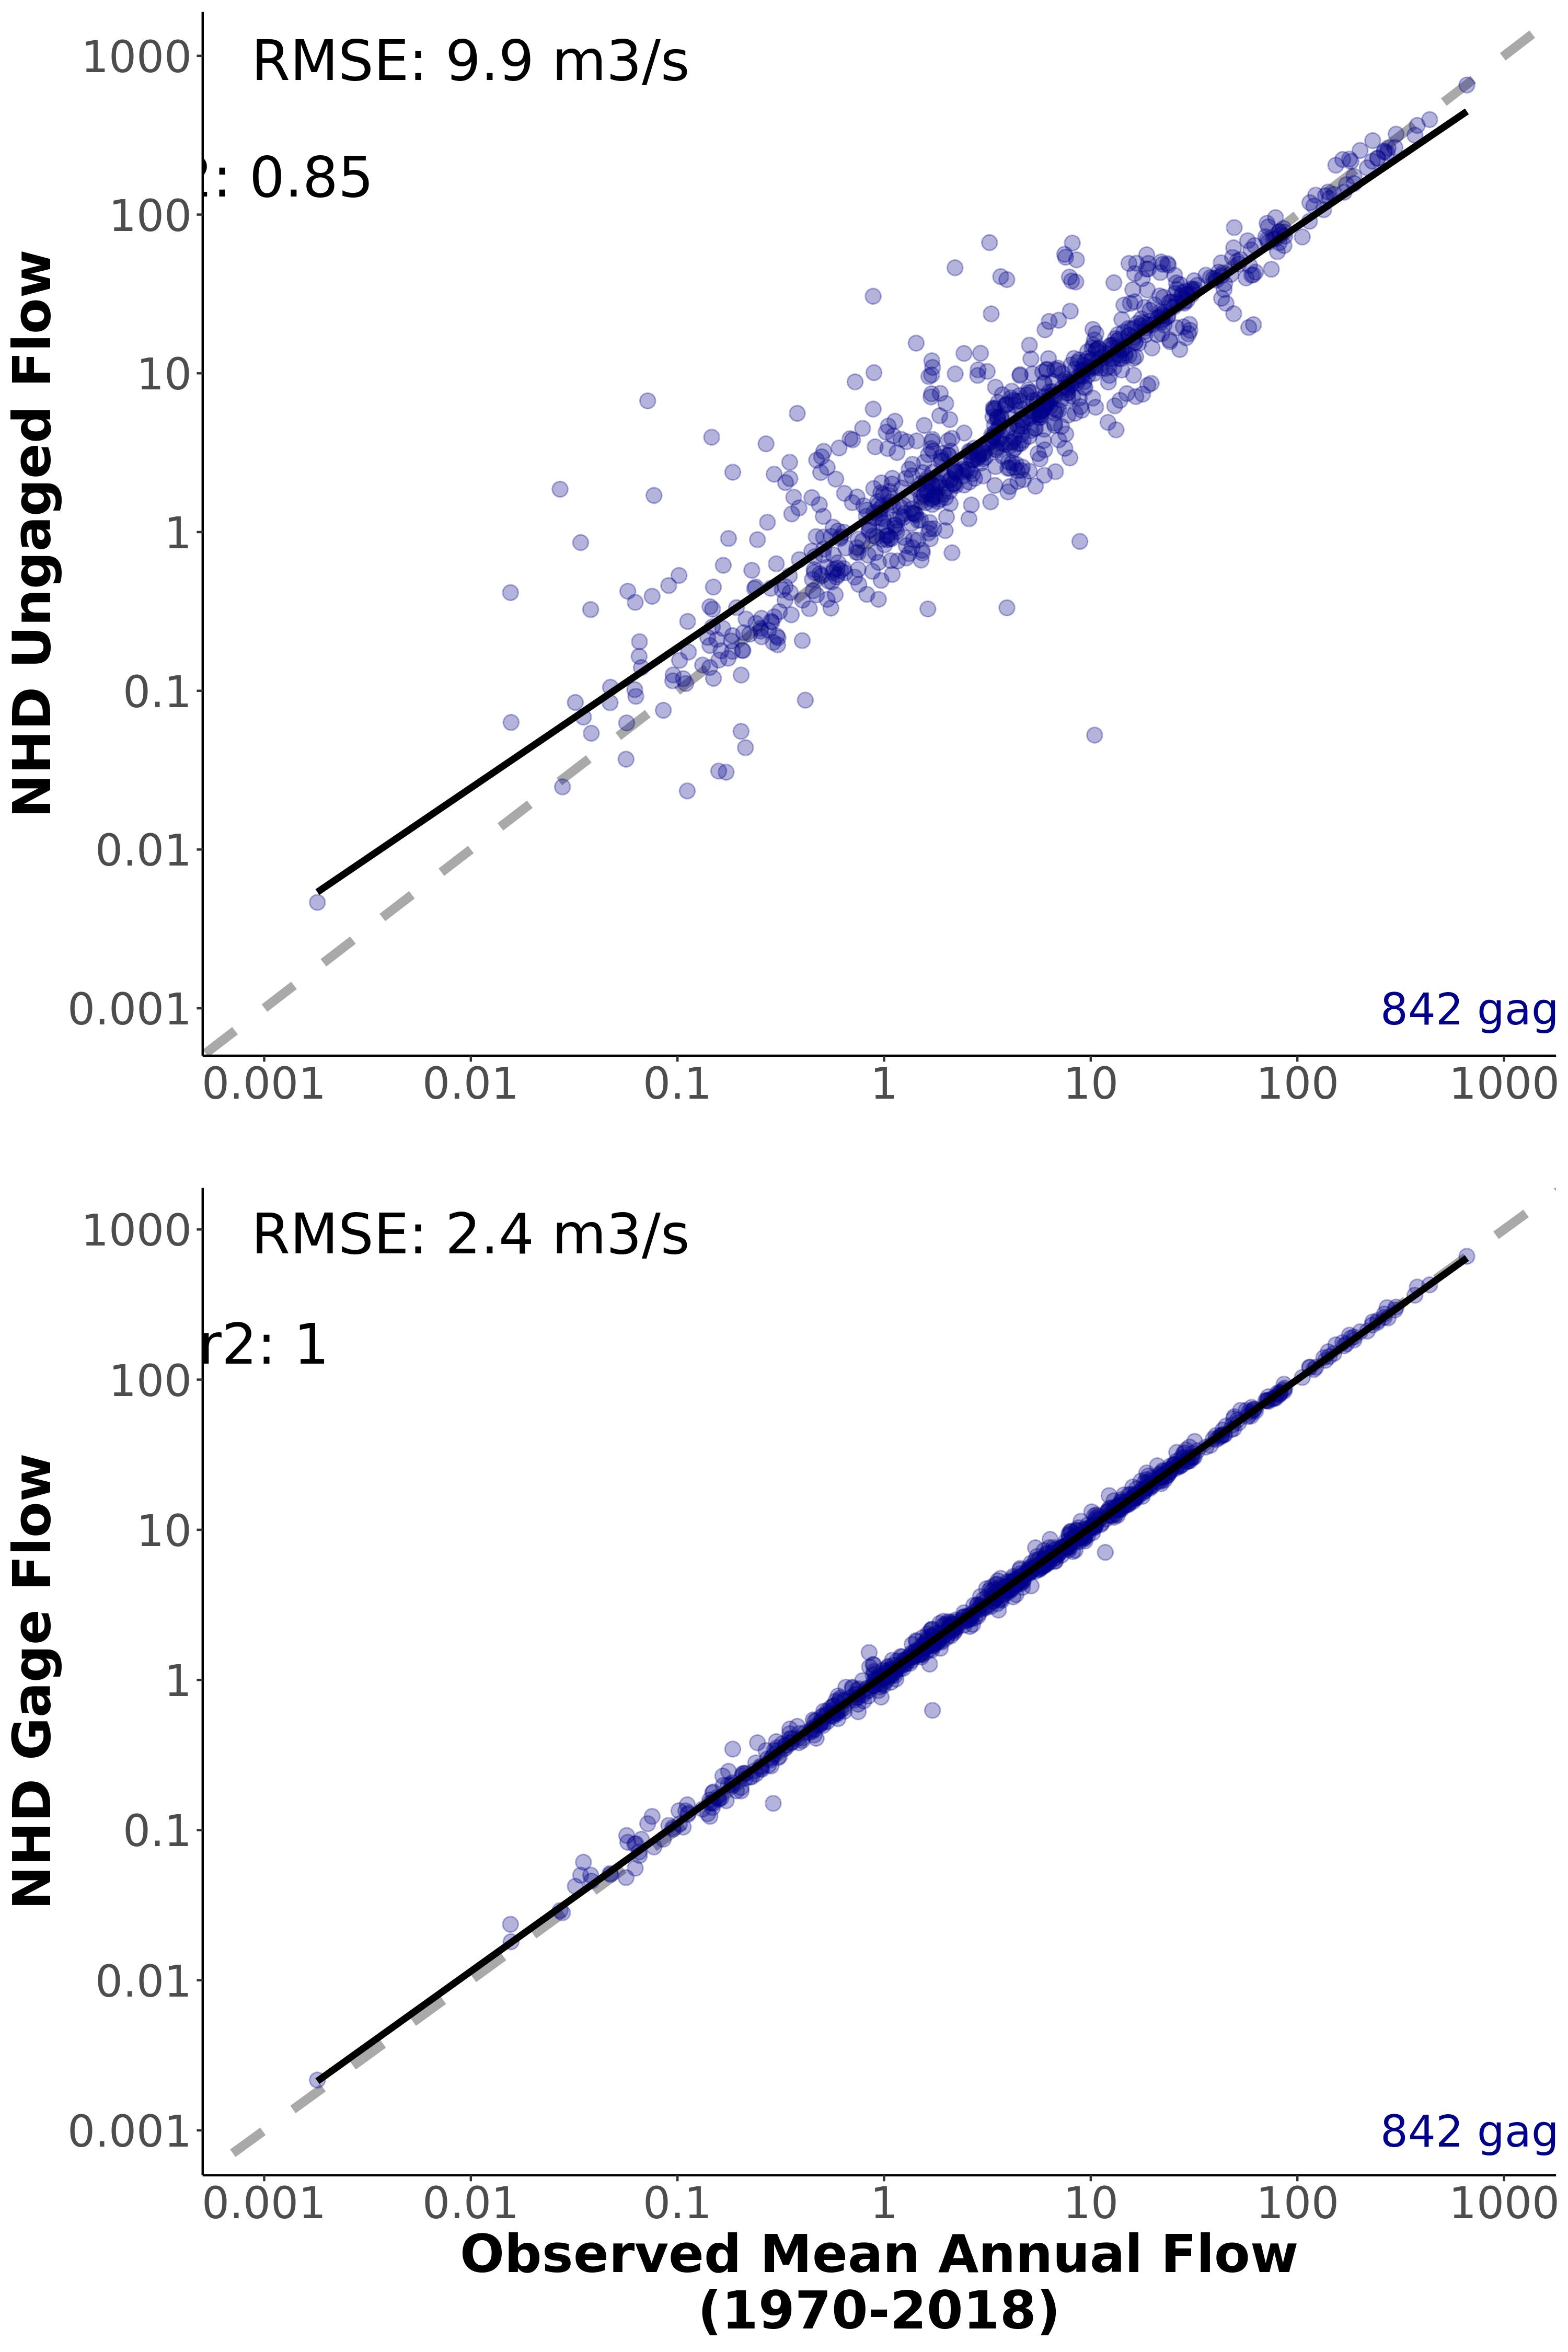 RMSE: 9.9 m3/s
: 0.85
NHD Ungaged Flow
1000
100
10
1
0.1
0.01
0.001
842 gag
0.001 0.01 0.1 1 10 100 1000
RMSE: 2.4 m3/s
r2: 1
NHD Gage Flow
1000
100
10
1
0.1
0.01
0.001
842 gag
0.001 0.01 0.1 1 10 100 1000
Observed Mean Annual Flow
(1970-2018)